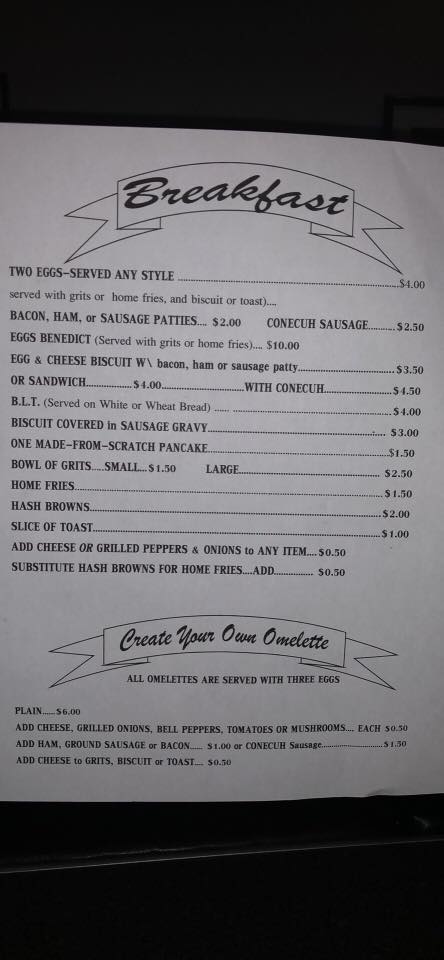 Breakfast
TWO EGGS-SERVED ANY STYLE ........................................................................$4.00
served with grits or home fries, and biscuit or toast)....
BACON, HAM, or SAUSAGE PATTIES.... $2.00 CONECUH SAUSAGE..........$2.50
EGGS BENEDICT (Served with grits or home fries).... $10.00
EGG & CHEESE BISCUIT W\ bacon, ham or sausage patty.......................................$3.50
OR SANDWICH..................$4.00..............................WITH CONECUH.......................$4.50
B.L.T. (Served on White or Wheat Bread) ..... .....................................................$4.00
BISCUIT COVERED in SAUSAGE GRAVY.......................................................:.... $3.00
ONE MADE-FROM-SCRATCH PANCAKE.............................................................$1.50
BOWL OF GRITS.....SMALL...$1.50 LARGE................................................ $2.50
HOME FRIES.........................................................................................................$1.50
HASH BROWNS.....................................................................................................$2.00
SLICE OF TOAST....................................................................................................$1.00
ADD CHEESE OR GRILLED PEPPERS & ONIONS to ANY ITEM....$0.50
SUBSTITUTE HASH BROWNS FOR HOME FRIES....ADD............... $0.50
Create Your Own Omelette
ALL OMELETTES ARE SERVED WITH THREE EGGS
PLAIN.....$6.00
ADD CHEESE, GRILLED ONIONS, BELL PEPPERS, TOMATOES OR MUSHROOMS.... EACH $0.50
ADD HAM, GROUND SAUSAGE or BACON..... $1.00 or CONECUH Sausage.........................$1.50
ADD CHEESE to GRITS, BISCUIT or TOAST.... $0.50